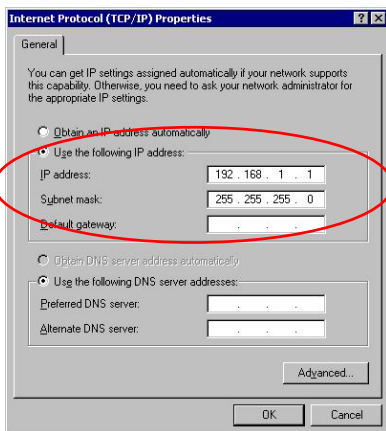 Internet Protocol (TCP/IP) Properties
General
You can get IP settings assigned automatically if your network supports
this capability. Otherwise, you need to ask your network administrator for
the appropriate IP settings.
Obtain an IP address automatically
Use the following IP address:
IP address: 192 . 168 . 1 . 1
Subnet mask: 255 . 255 . 255 . 0
Default gateway: . . .
Obtain DNS server address automatically
Use the following DNS server addresses:
Preferred DNS server: . . .
Alternate DNS server: . . .
Advanced...
OK Cancel